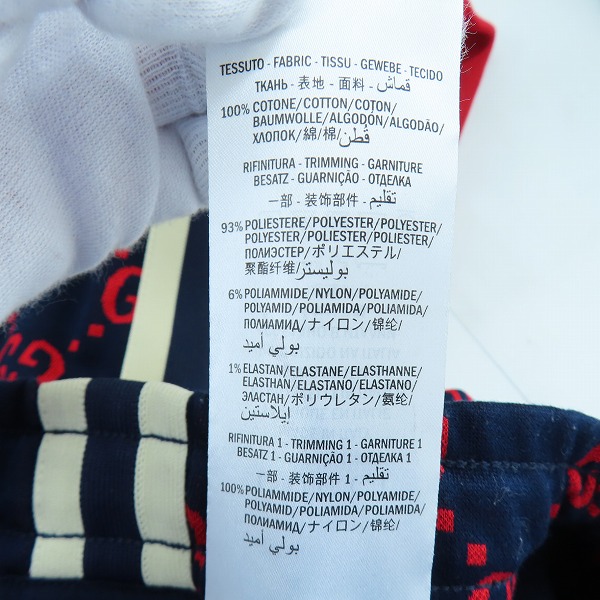 TESSUTO - FABRIC - TISSU - GEWEBE - TECIDO
ТКАНЬ - 表地 - 面料 - قماش
100% COTONE/COTTON/COTON/
BAUMWOLLE/ALGODÓN/ALGODÃO/
ХЛОПОК/綿/棉/قُطن
RIFINITURA - TRIMMING - GARNITURE
BESATZ - GUARNIÇÃO - ОТДЕЛКА
一部 - 装饰部件 - تقليم
93% POLIESTERE/POLYESTER/POLYESTER/
POLYESTER/POLIESTER/POLIESTER/
ПОЛИЭСТЕР/ポリエステル/
聚酯纤维/بوليستر
6% POLIAMMIDE/NYLON/POLYAMIDE/
POLYAMID/POLIAMIDA/POLIAMIDA/
ПОЛИАМИД/ナイロン/锦纶/
بولي أميد
1% ELASTAN/ELASTANE/ELASTHANNE/
ELASTHAN/ELASTANO/ELASTANO/
ЭЛАСТАН/ポリウレタン/氨纶/
إيلاستين
RIFINITURA 1 - TRIMMING 1 - GARNITURE 1
BESATZ 1 - GUARNIÇÃO 1 - ОТДЕЛКА 1
一部 - 装饰部件 1 - تقليم
100% POLIAMMIDE/NYLON/POLYAMIDE/
POLYAMID/POLIAMIDA/POLIAMIDA/
ПОЛИАМИД/ナイロン/锦纶/
بولي أميد